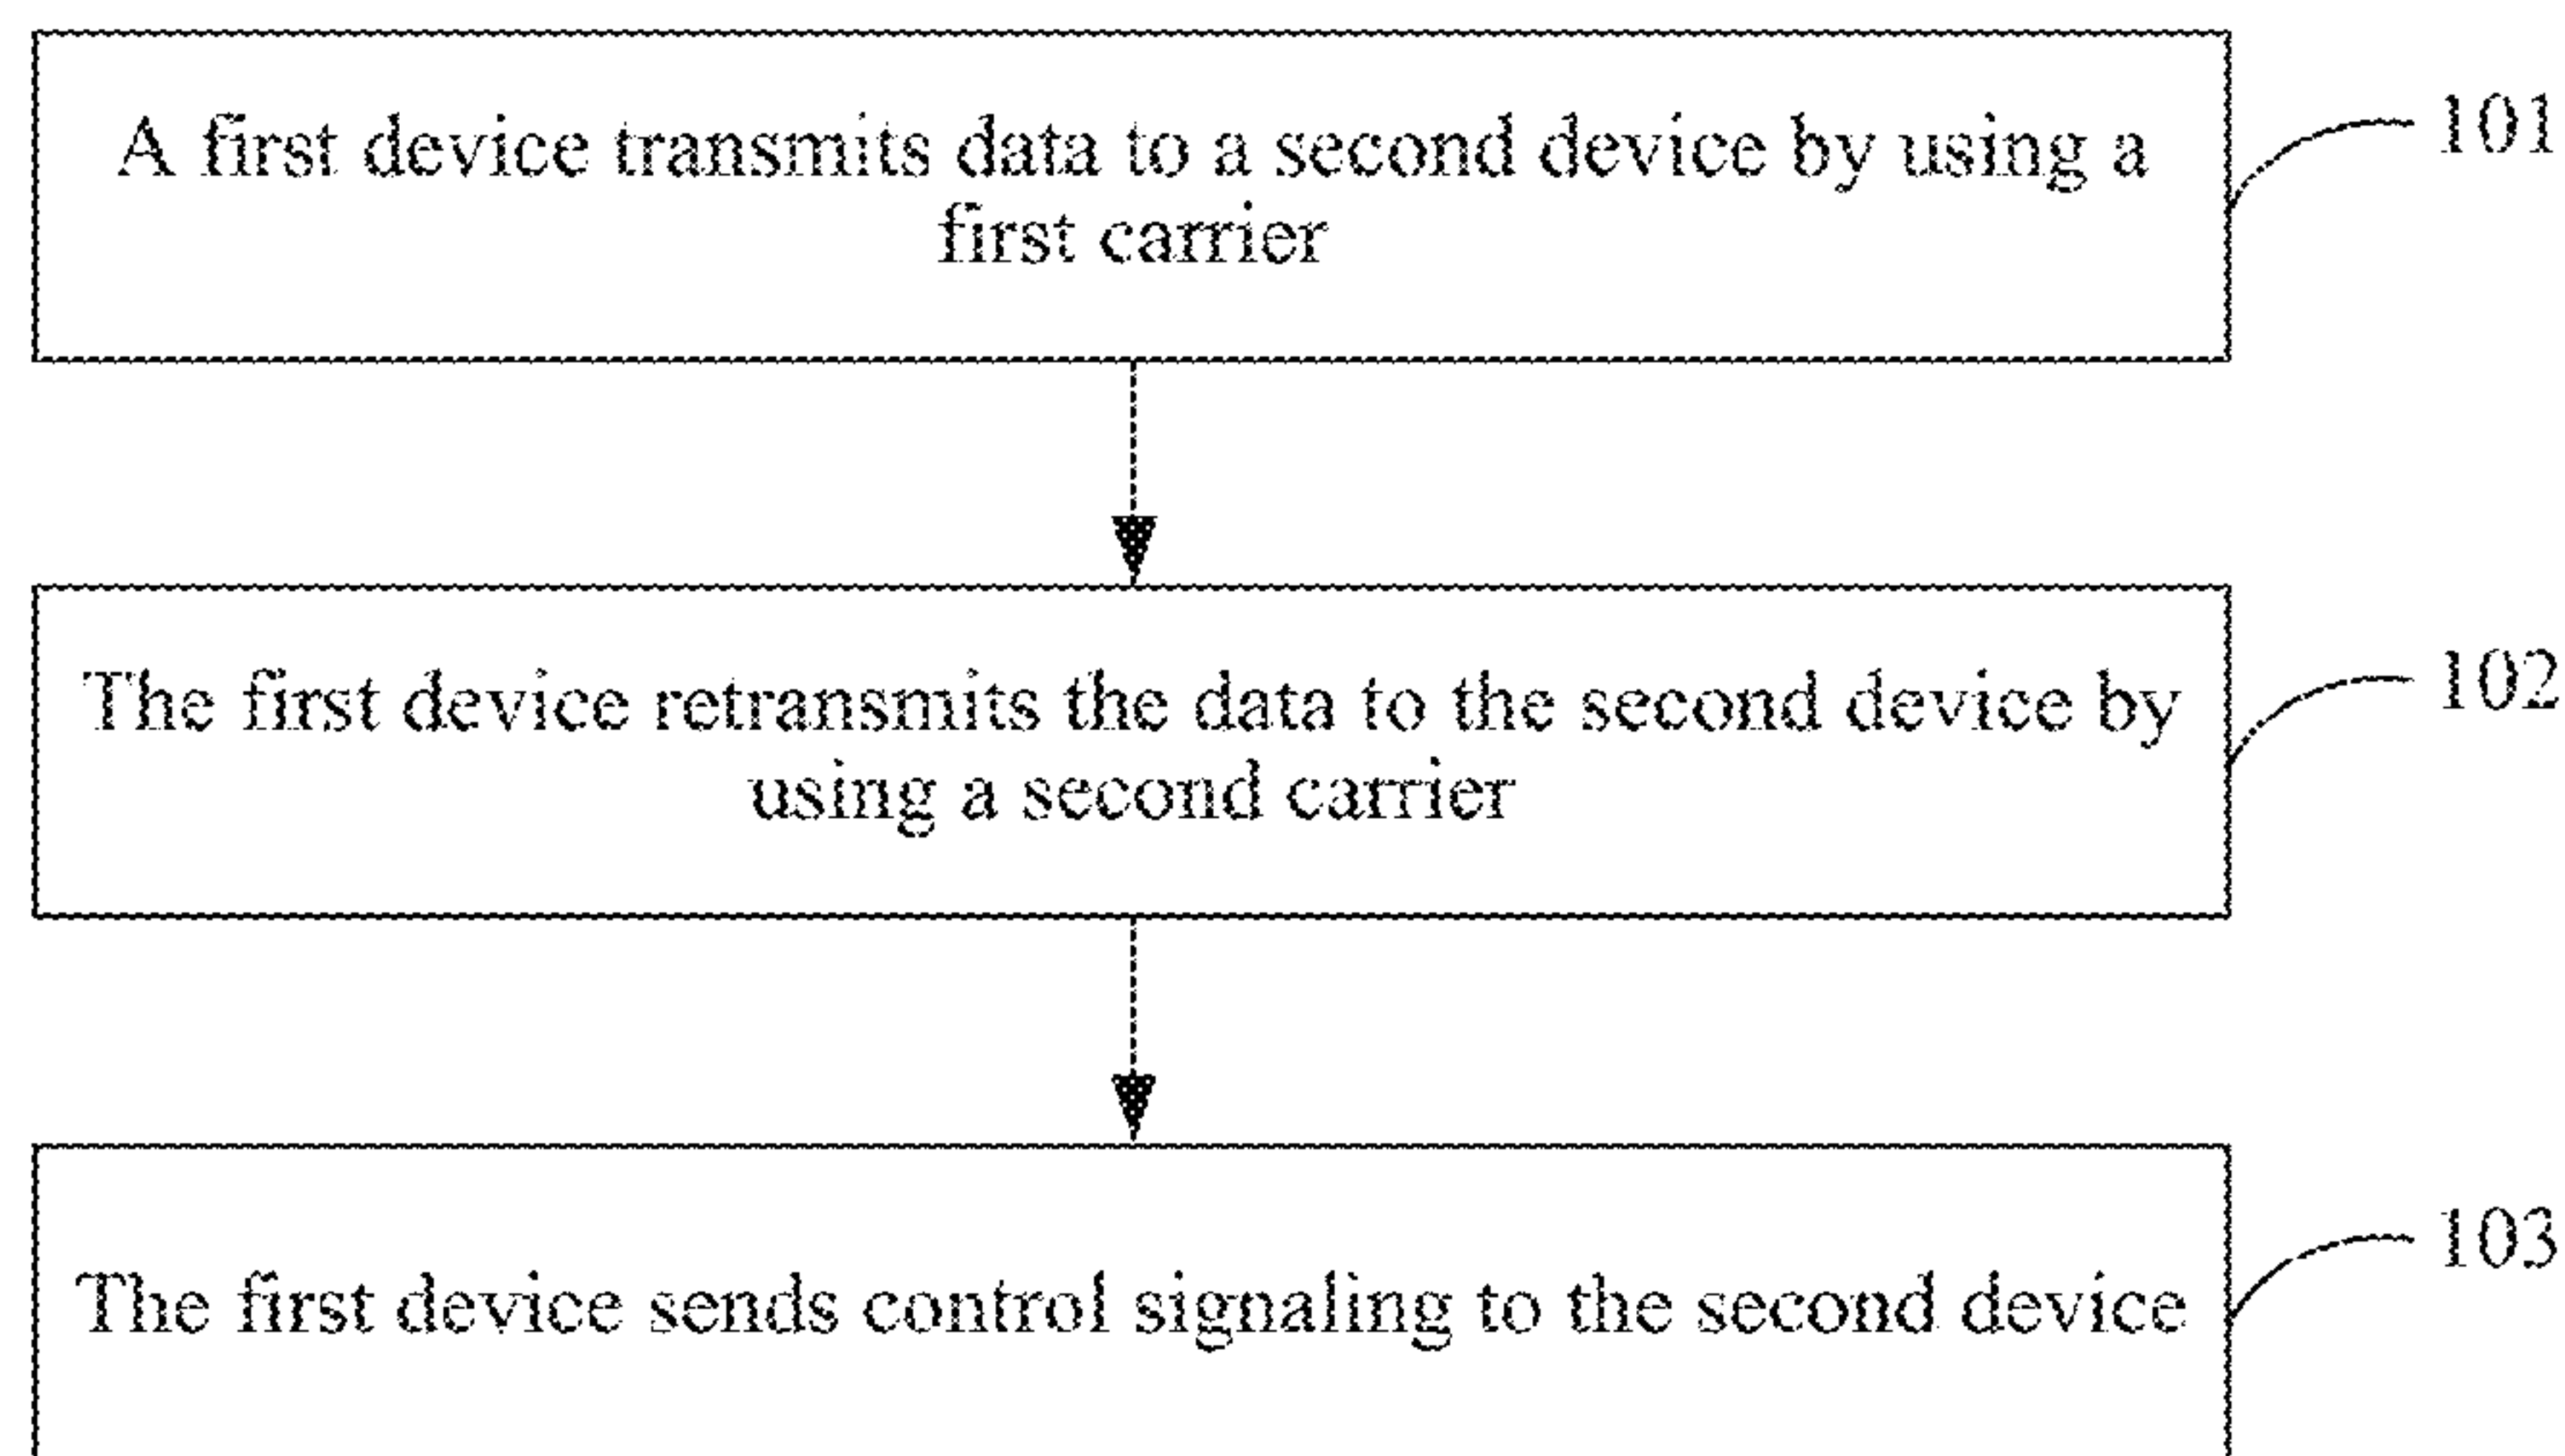 A first device transmits data to a second device by using a
first carrier
101
The first device retransmits the data to the second device by
using a second carrier
102
The first device sends control signaling to the second device
103